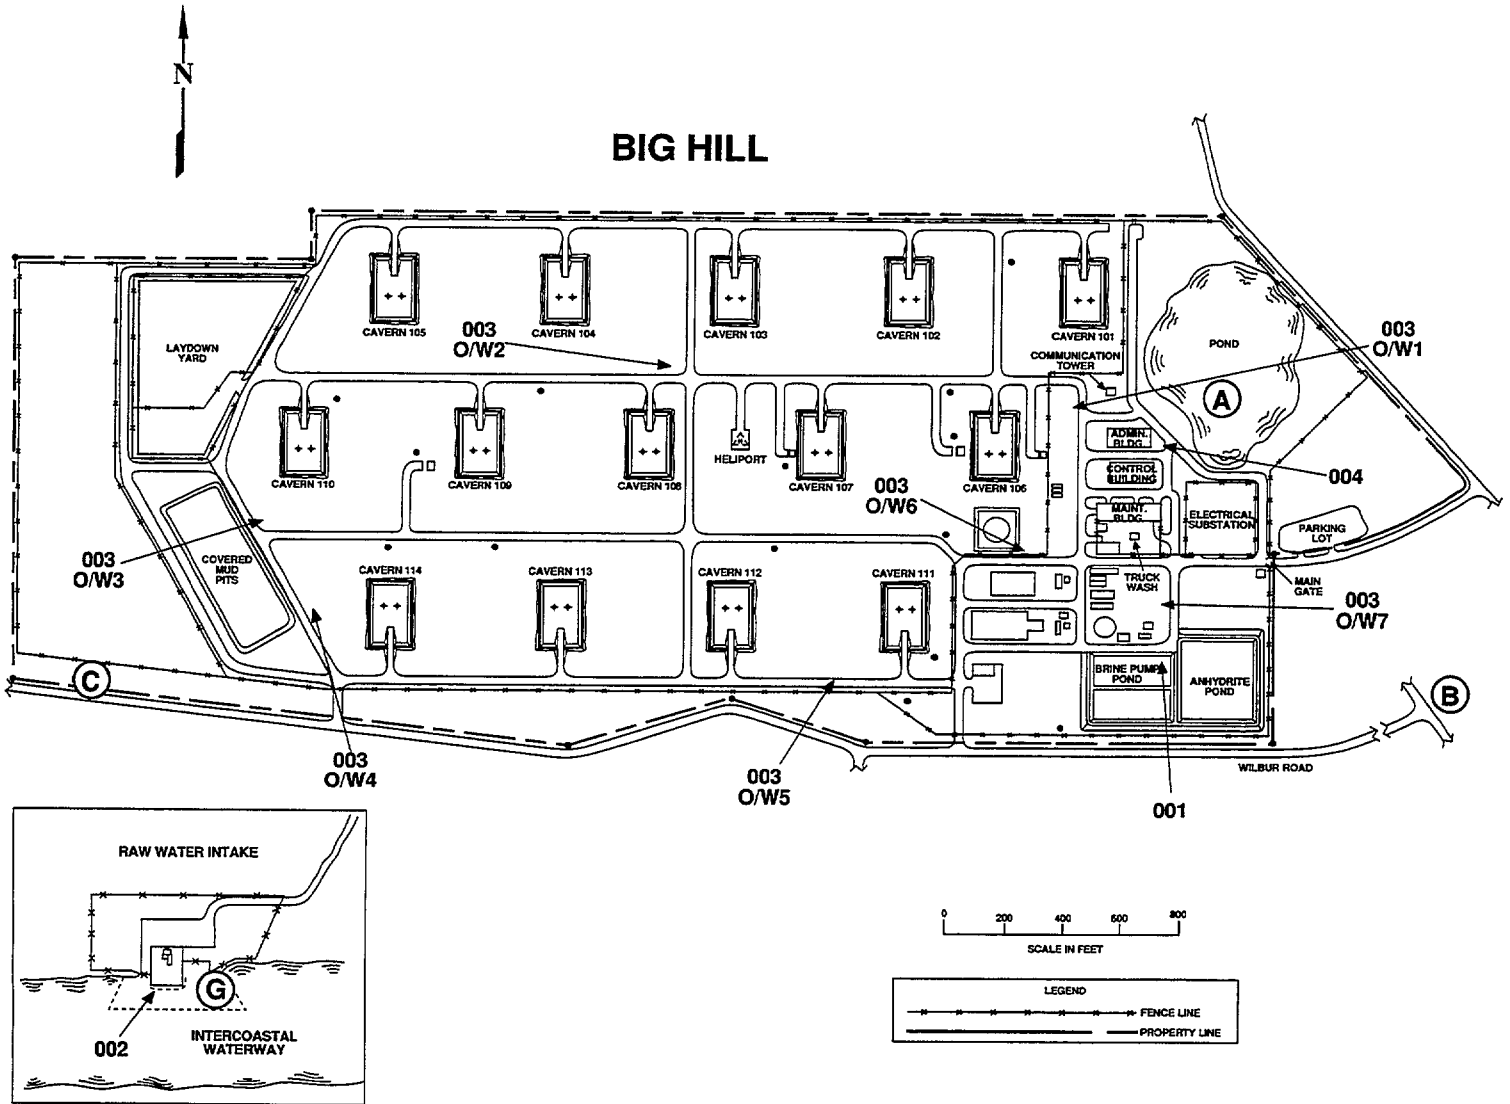 N
BIG HILL
CAVERN 105
CAVERN 104
CAVERN 103
CAVERN 102
CAVERN 101
003
O/W2
003
O/W1
LAYDOWN
YARD
POND
COMMUNICATION
TOWER
A
ADMIN.
BLDG.
HELIPORT
CONTROL
BUILDING
004
CAVERN 110
CAVERN 109
CAVERN 108
CAVERN 107
CAVERN 106
003
O/W6
MAINT.
BLDG.
ELECTRICAL
SUBSTATION
PARKING
LOT
003
O/W3
COVERED
MUD
PITS
CAVERN 114
CAVERN 113
CAVERN 112
CAVERN 111
TRUCK
WASH
MAIN
GATE
003
O/W7
C
BRINE PUMP
POND
ANHYDRITE
POND
B
003
O/W4
003
O/W5
WILBUR ROAD
001
RAW WATER INTAKE
G
002
INTERCOASTAL
WATERWAY
0 200 400 600 800
SCALE IN FEET
LEGEND
FENCE LINE
PROPERTY LINE